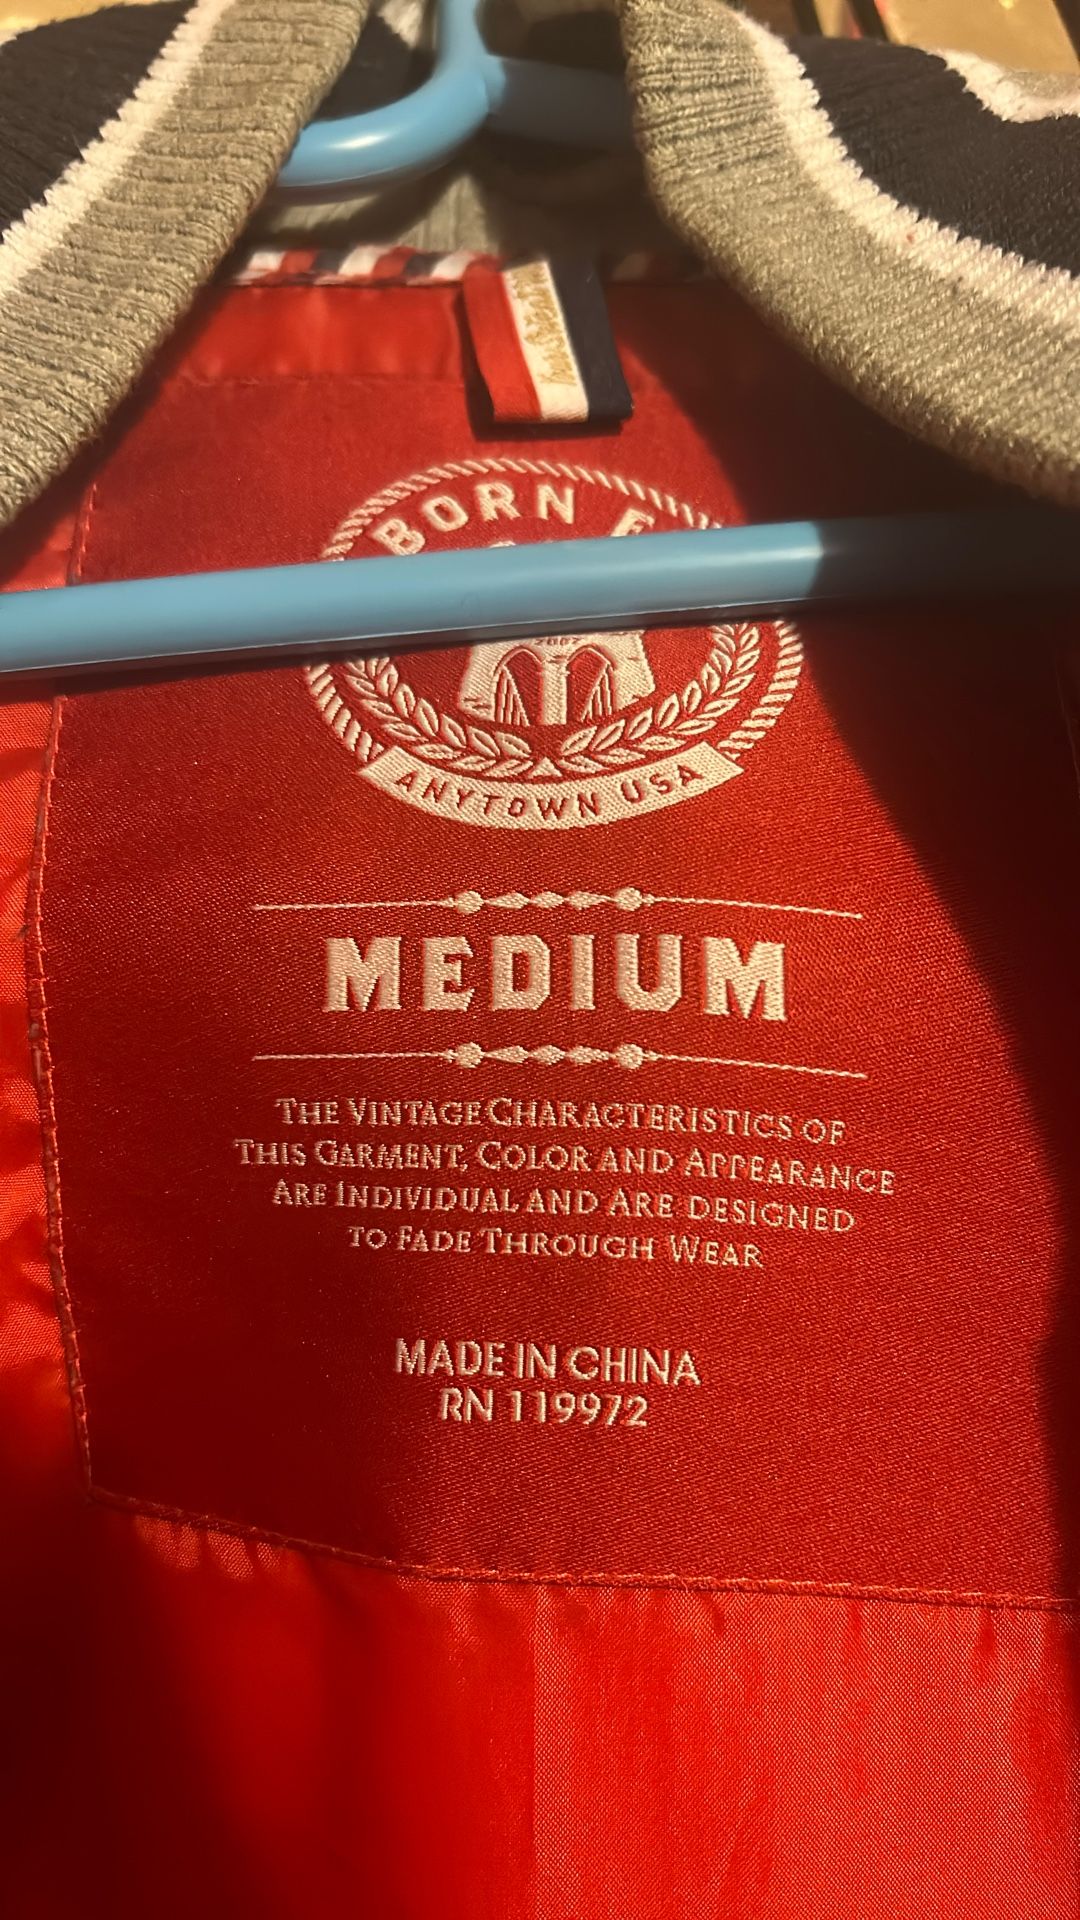 BORN F
2007
ANYTOWN USA
MEDIUM
THE VINTAGE CHARACTERISTICS OF
THIS GARMENT, COLOR AND APPEARANCE
ARE INDIVIDUAL AND ARE DESIGNED
TO FADE THROUGH WEAR
MADE IN CHINA
RN 119972